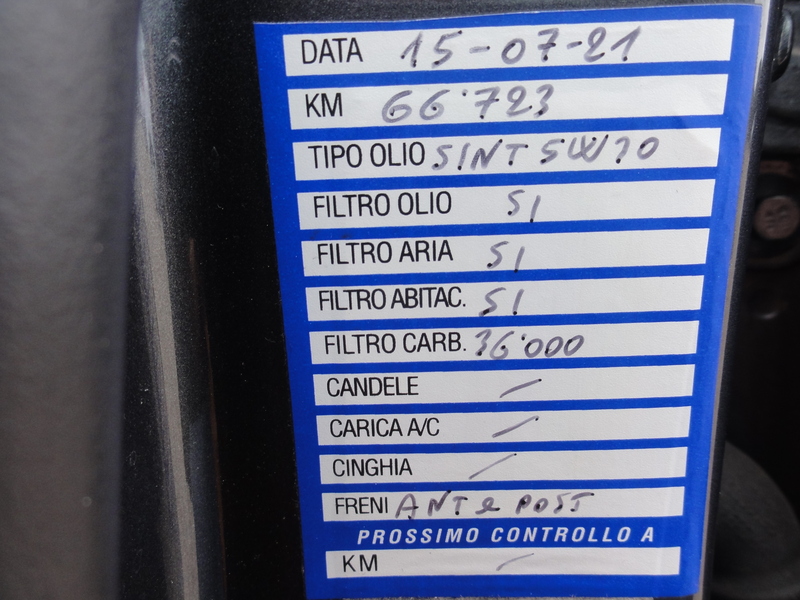 DATA 15-07-21
KM 66'723
TIPO OLIO SINT 5W30
FILTRO OLIO SI
FILTRO ARIA SI
FILTRO ABITAC. SI
FILTRO CARB. 36'000
CANDELE /
CARICA A/C /
CINGHIA /
FRENI ANT e POST
PROSSIMO CONTROLLO A
KM /